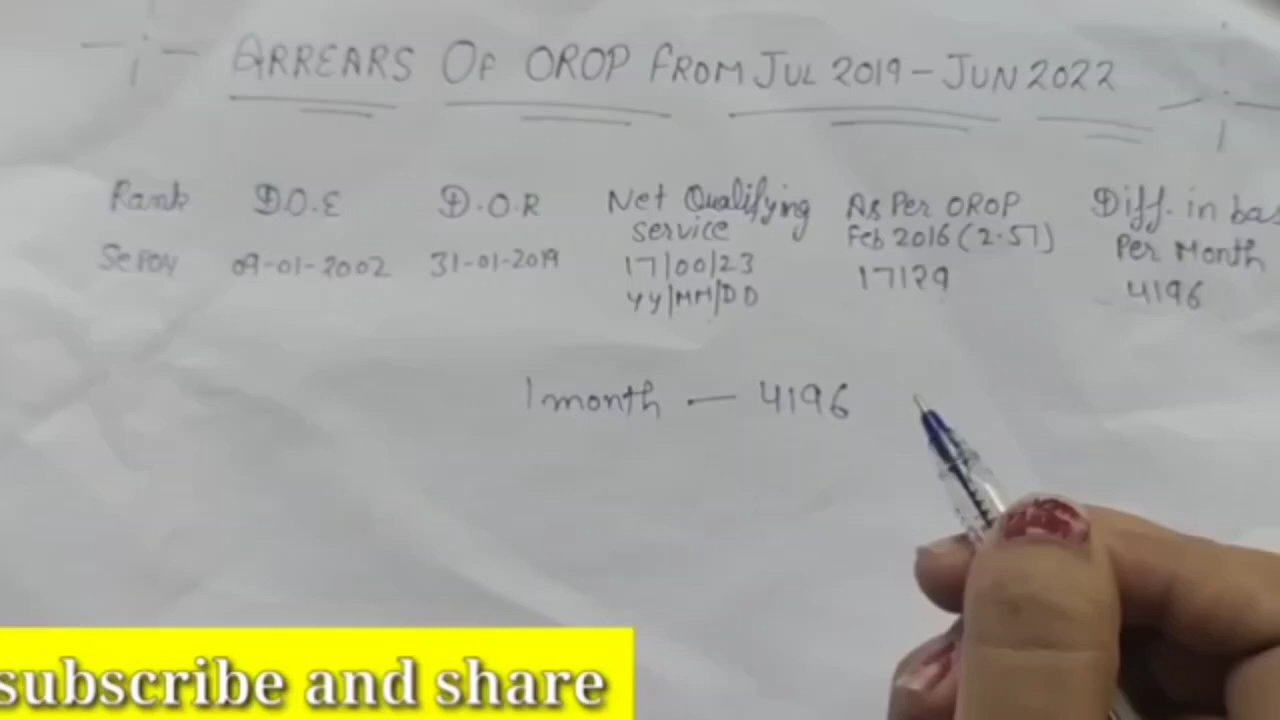 ARREARS OF OROP FROM JUL 2019 - JUN 2022
Rank D.O.E D.O.R Net Qualifying service As Per OROP Feb 2016 (2.57) Diff. in bas Per Month
Sepoy 09-01-2002 31-01-2019 17/00/23 17129 4196
YY/MM/DD
1 month — 4196
subscribe and share